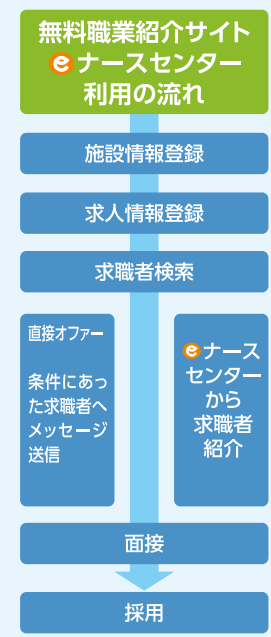 無料職業紹介サイト
eナースセンター
利用の流れ
施設情報登録
求人情報登録
求職者検索
直接オファー
条件にあっ
た求職者へ
メッセージ
送信
eナース
センター
から
求職者
紹介
面接
採用